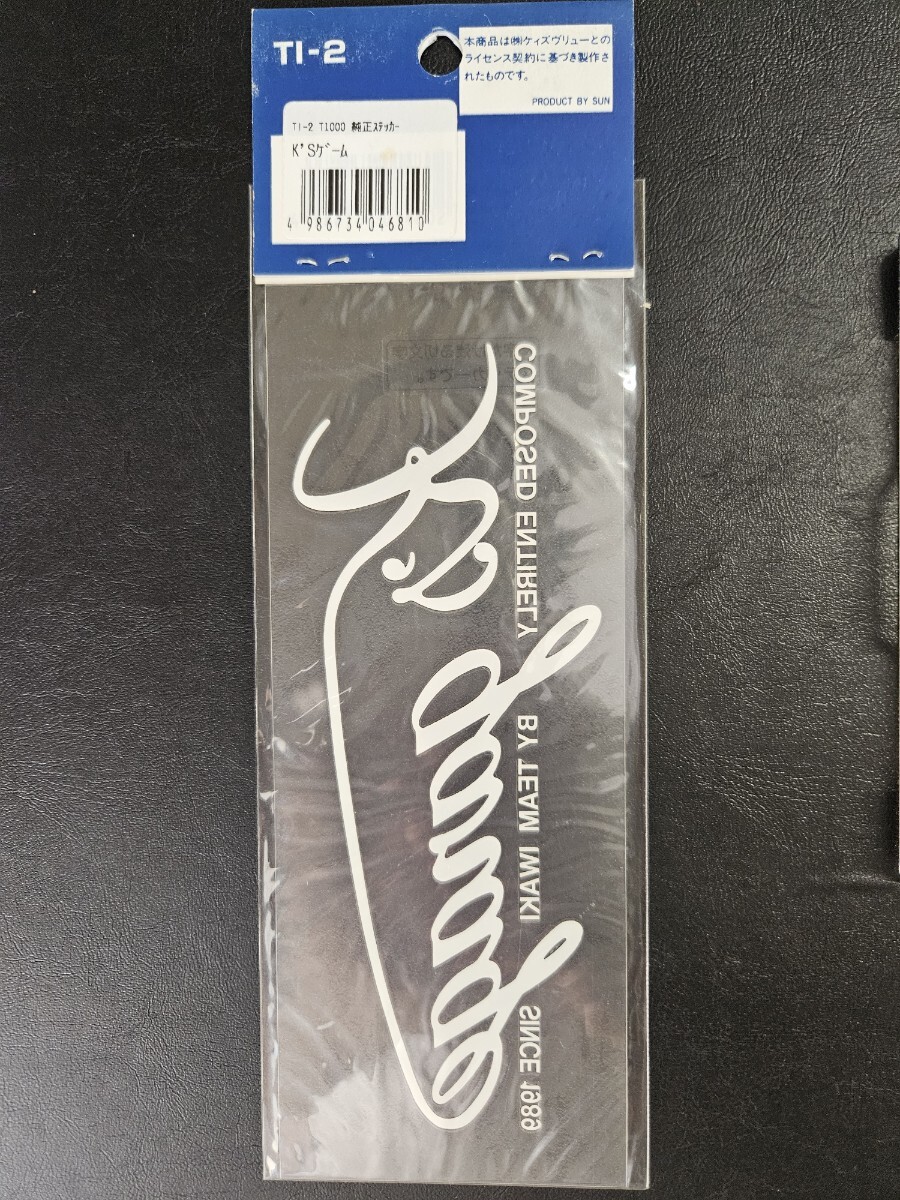 TI-2
本商品は㈱ケィズヴリューとの
ライセンス契約に基づき製作さ
れたものです。
PRODUCT BY SUN
TI-2 T1000 純正ステッカー
K'Sゲーム
4 986734 046810
COMPOSED ENTIRELY BY TEAM IWAKI SINCE 1989
K's